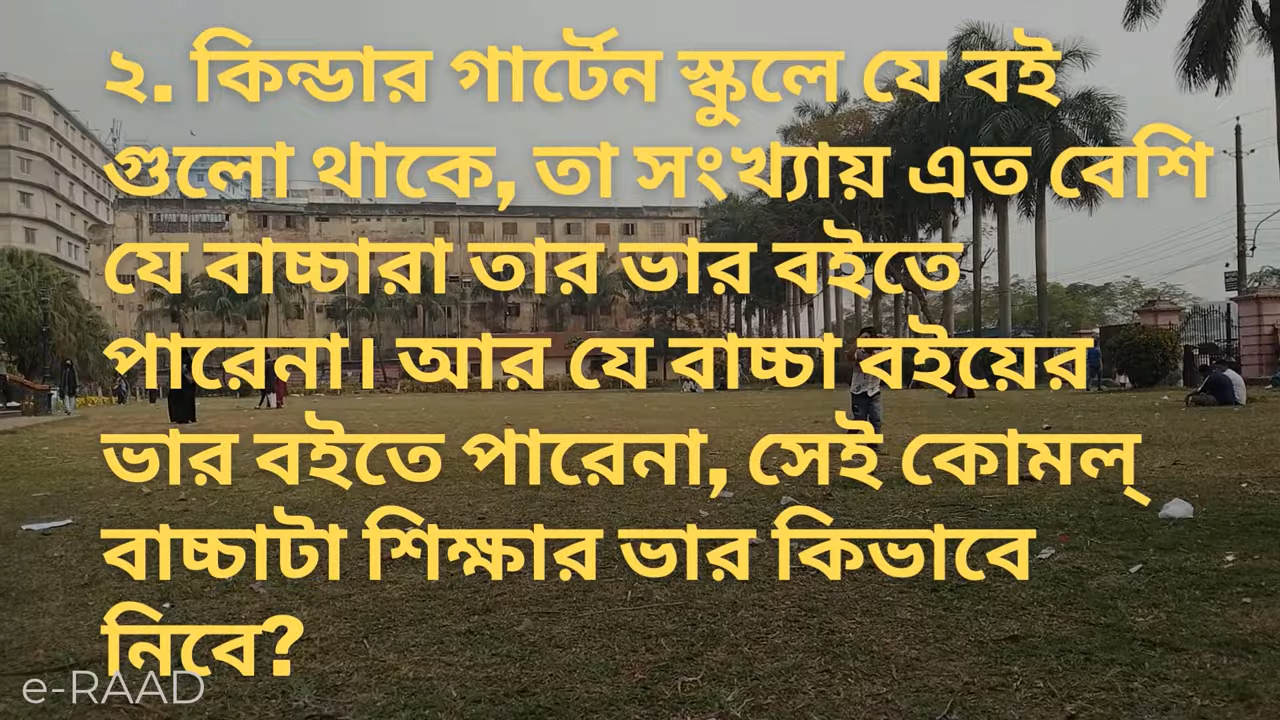 ২. কিন্ডার গার্টেন স্কুলে যে বই
গুলো থাকে, তা সংখ্যায় এত বেশি
যে বাচ্চারা তার ভার বইতে
পারেনা। আর যে বাচ্চা বইয়ের
ভার বইতে পারেনা, সেই কোমল্
বাচ্চাটা শিক্ষার ভার কিভাবে
নিবে?
e-RAAD